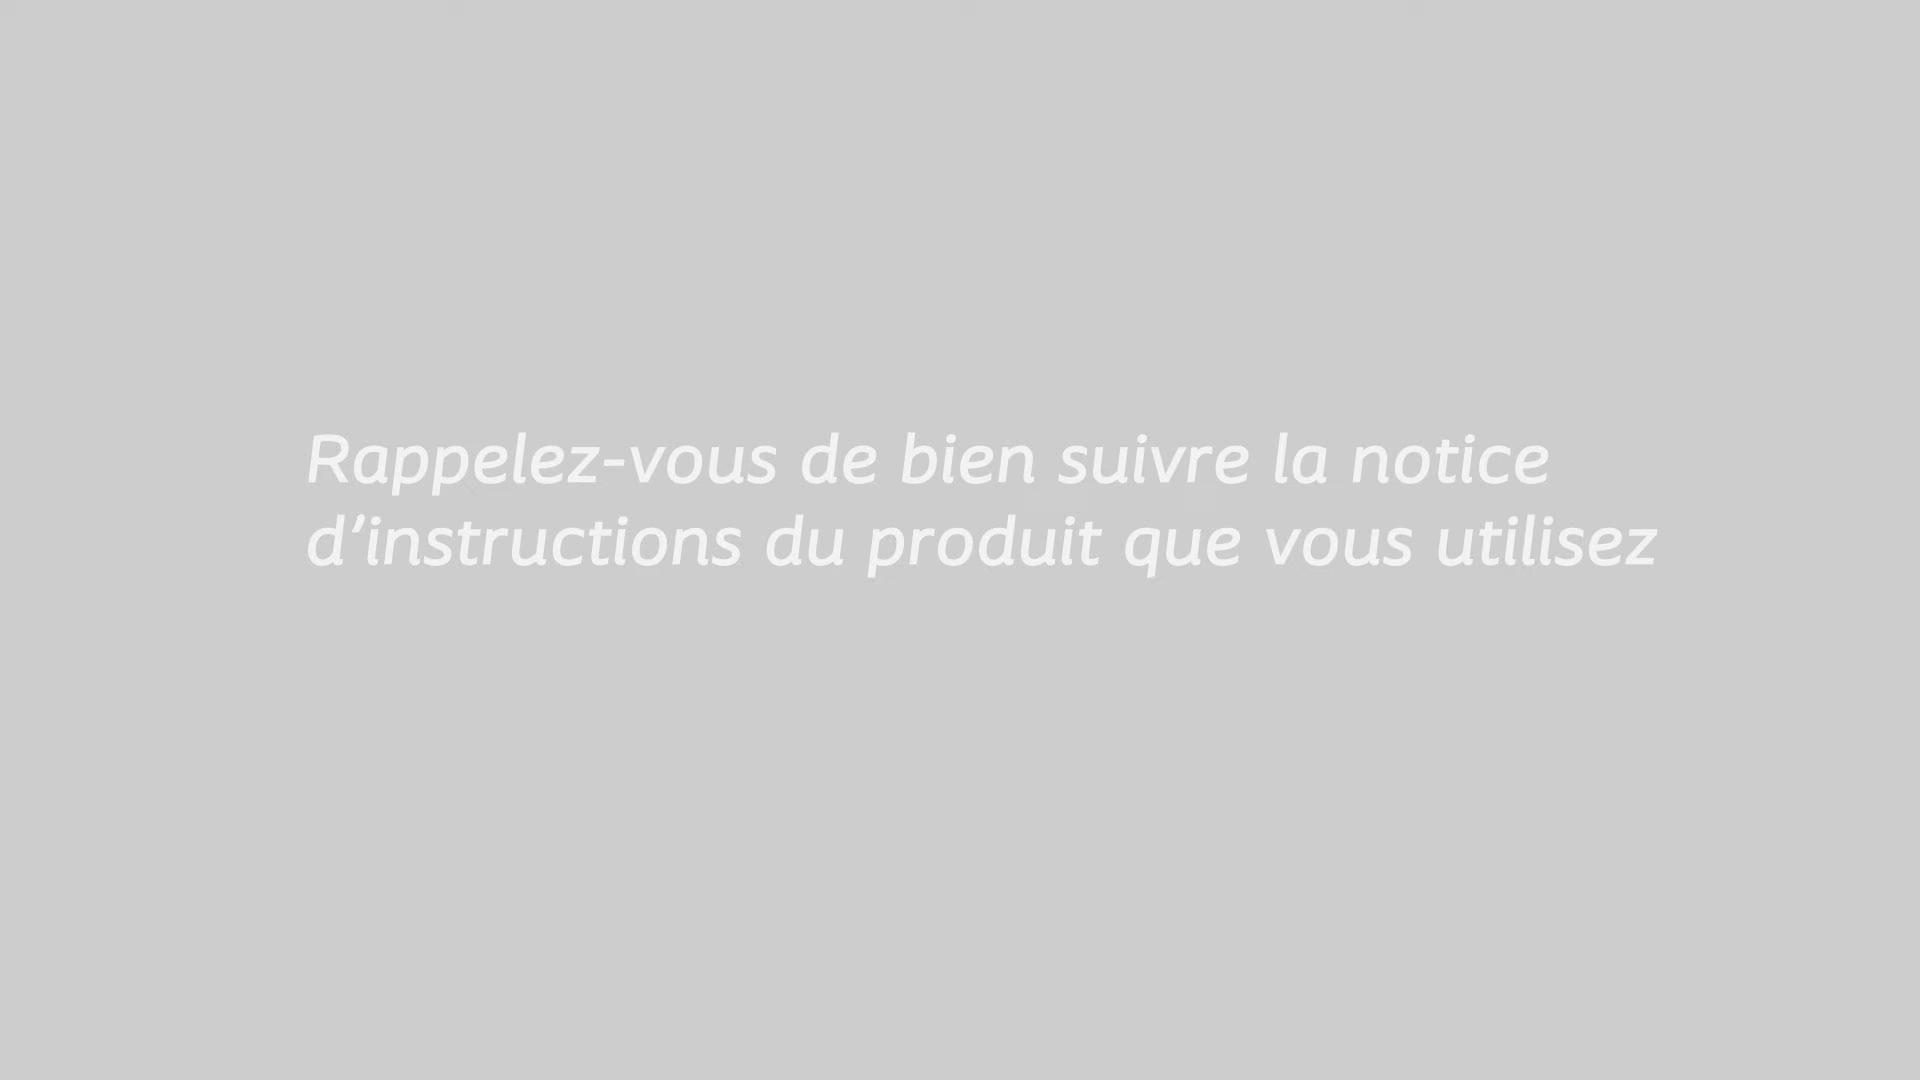 Rappelez-vous de bien suivre la notice
d’instructions du produit que vous utilisez